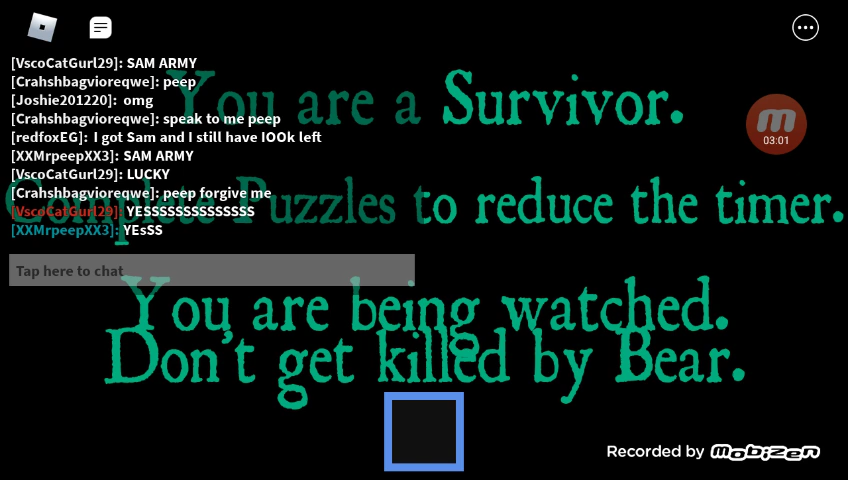 [VscoCatGurl29]: SAM ARMY
[Crahshbagvioreqwe]: peep
[Joshie201220]: omg
[Crahshbagvioreqwe]: speak to me peep
[redfoxEG]: I got Sam and I still have IOOk left
[XXMrpeepXX3]: SAM ARMY
[VscoCatGurl29]: LUCKY
[Crahshbagvioreqwe]: peep forgive me
[VscoCatGurl29]: YESSSSSSSSSSSSSS
[XXMrpeepXX3]: YEsSS
Tap here to chat
You are a Survivor.
03:01
Complete Puzzles to reduce the timer.
You are being watched.
Don't get killed by Bear.
Recorded by mobizen